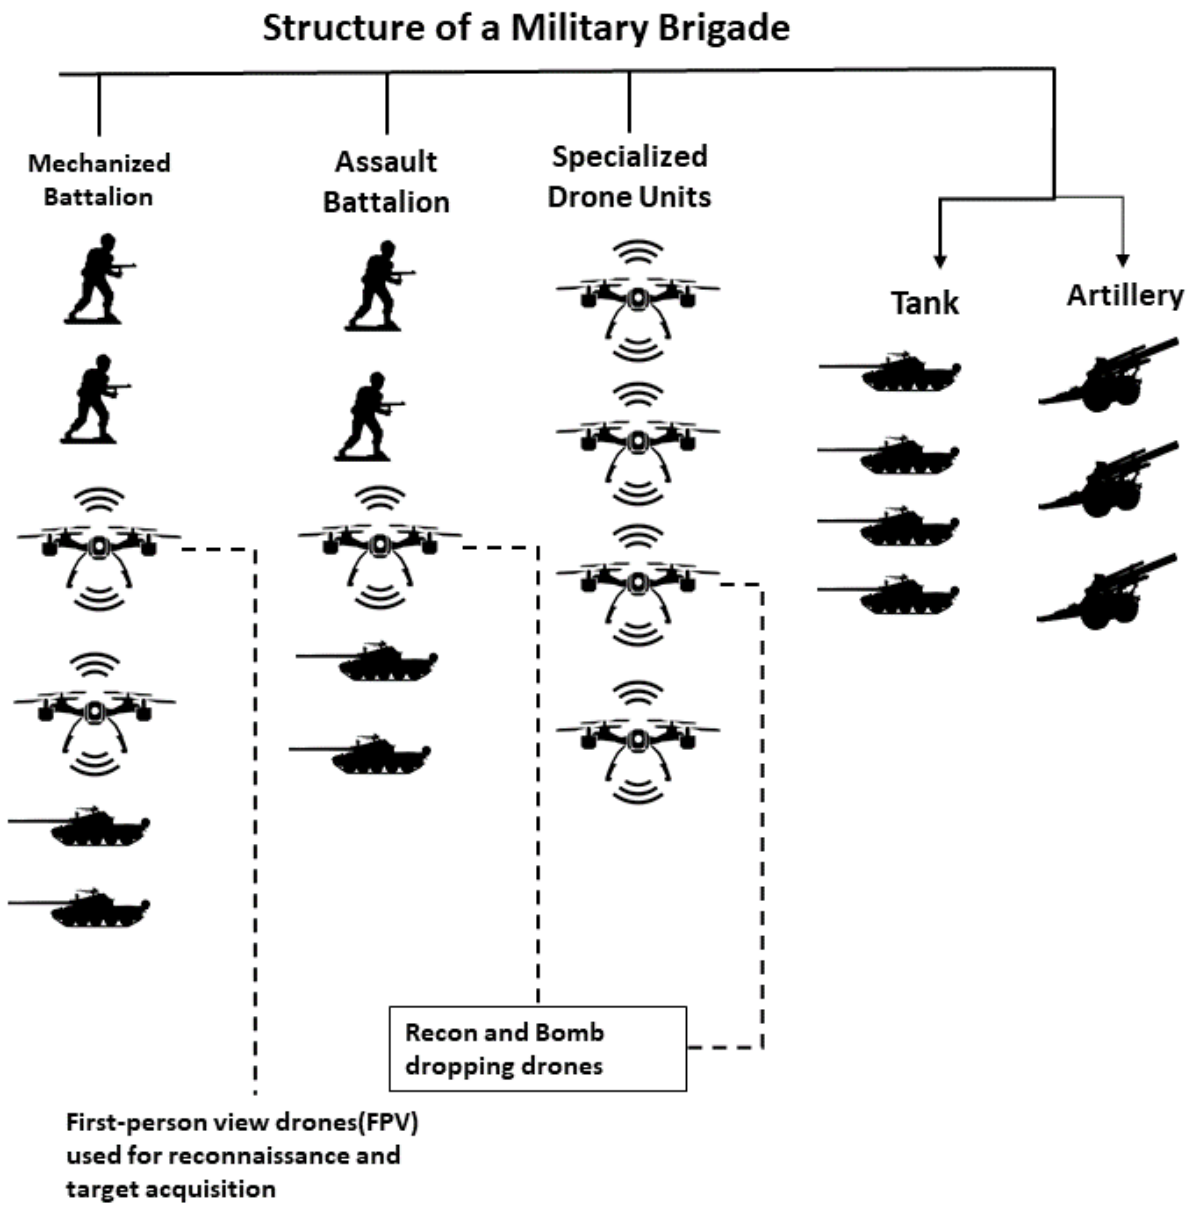 Structure of a Military Brigade
Mechanized
Battalion
Assault
Battalion
Specialized
Drone Units
Tank
Artillery
Recon and Bomb
dropping drones
First-person view drones(FPV)
used for reconnaissance and
target acquisition